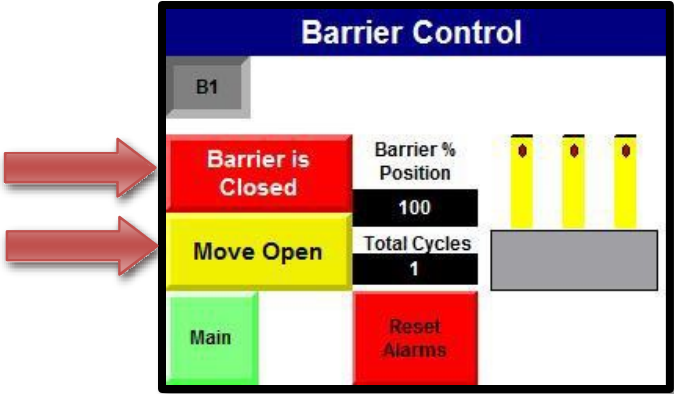 Barrier Control
B1
Barrier is
Closed
Barrier %
Position
100
Move Open
Total Cycles
1
Main
Reset
Alarms